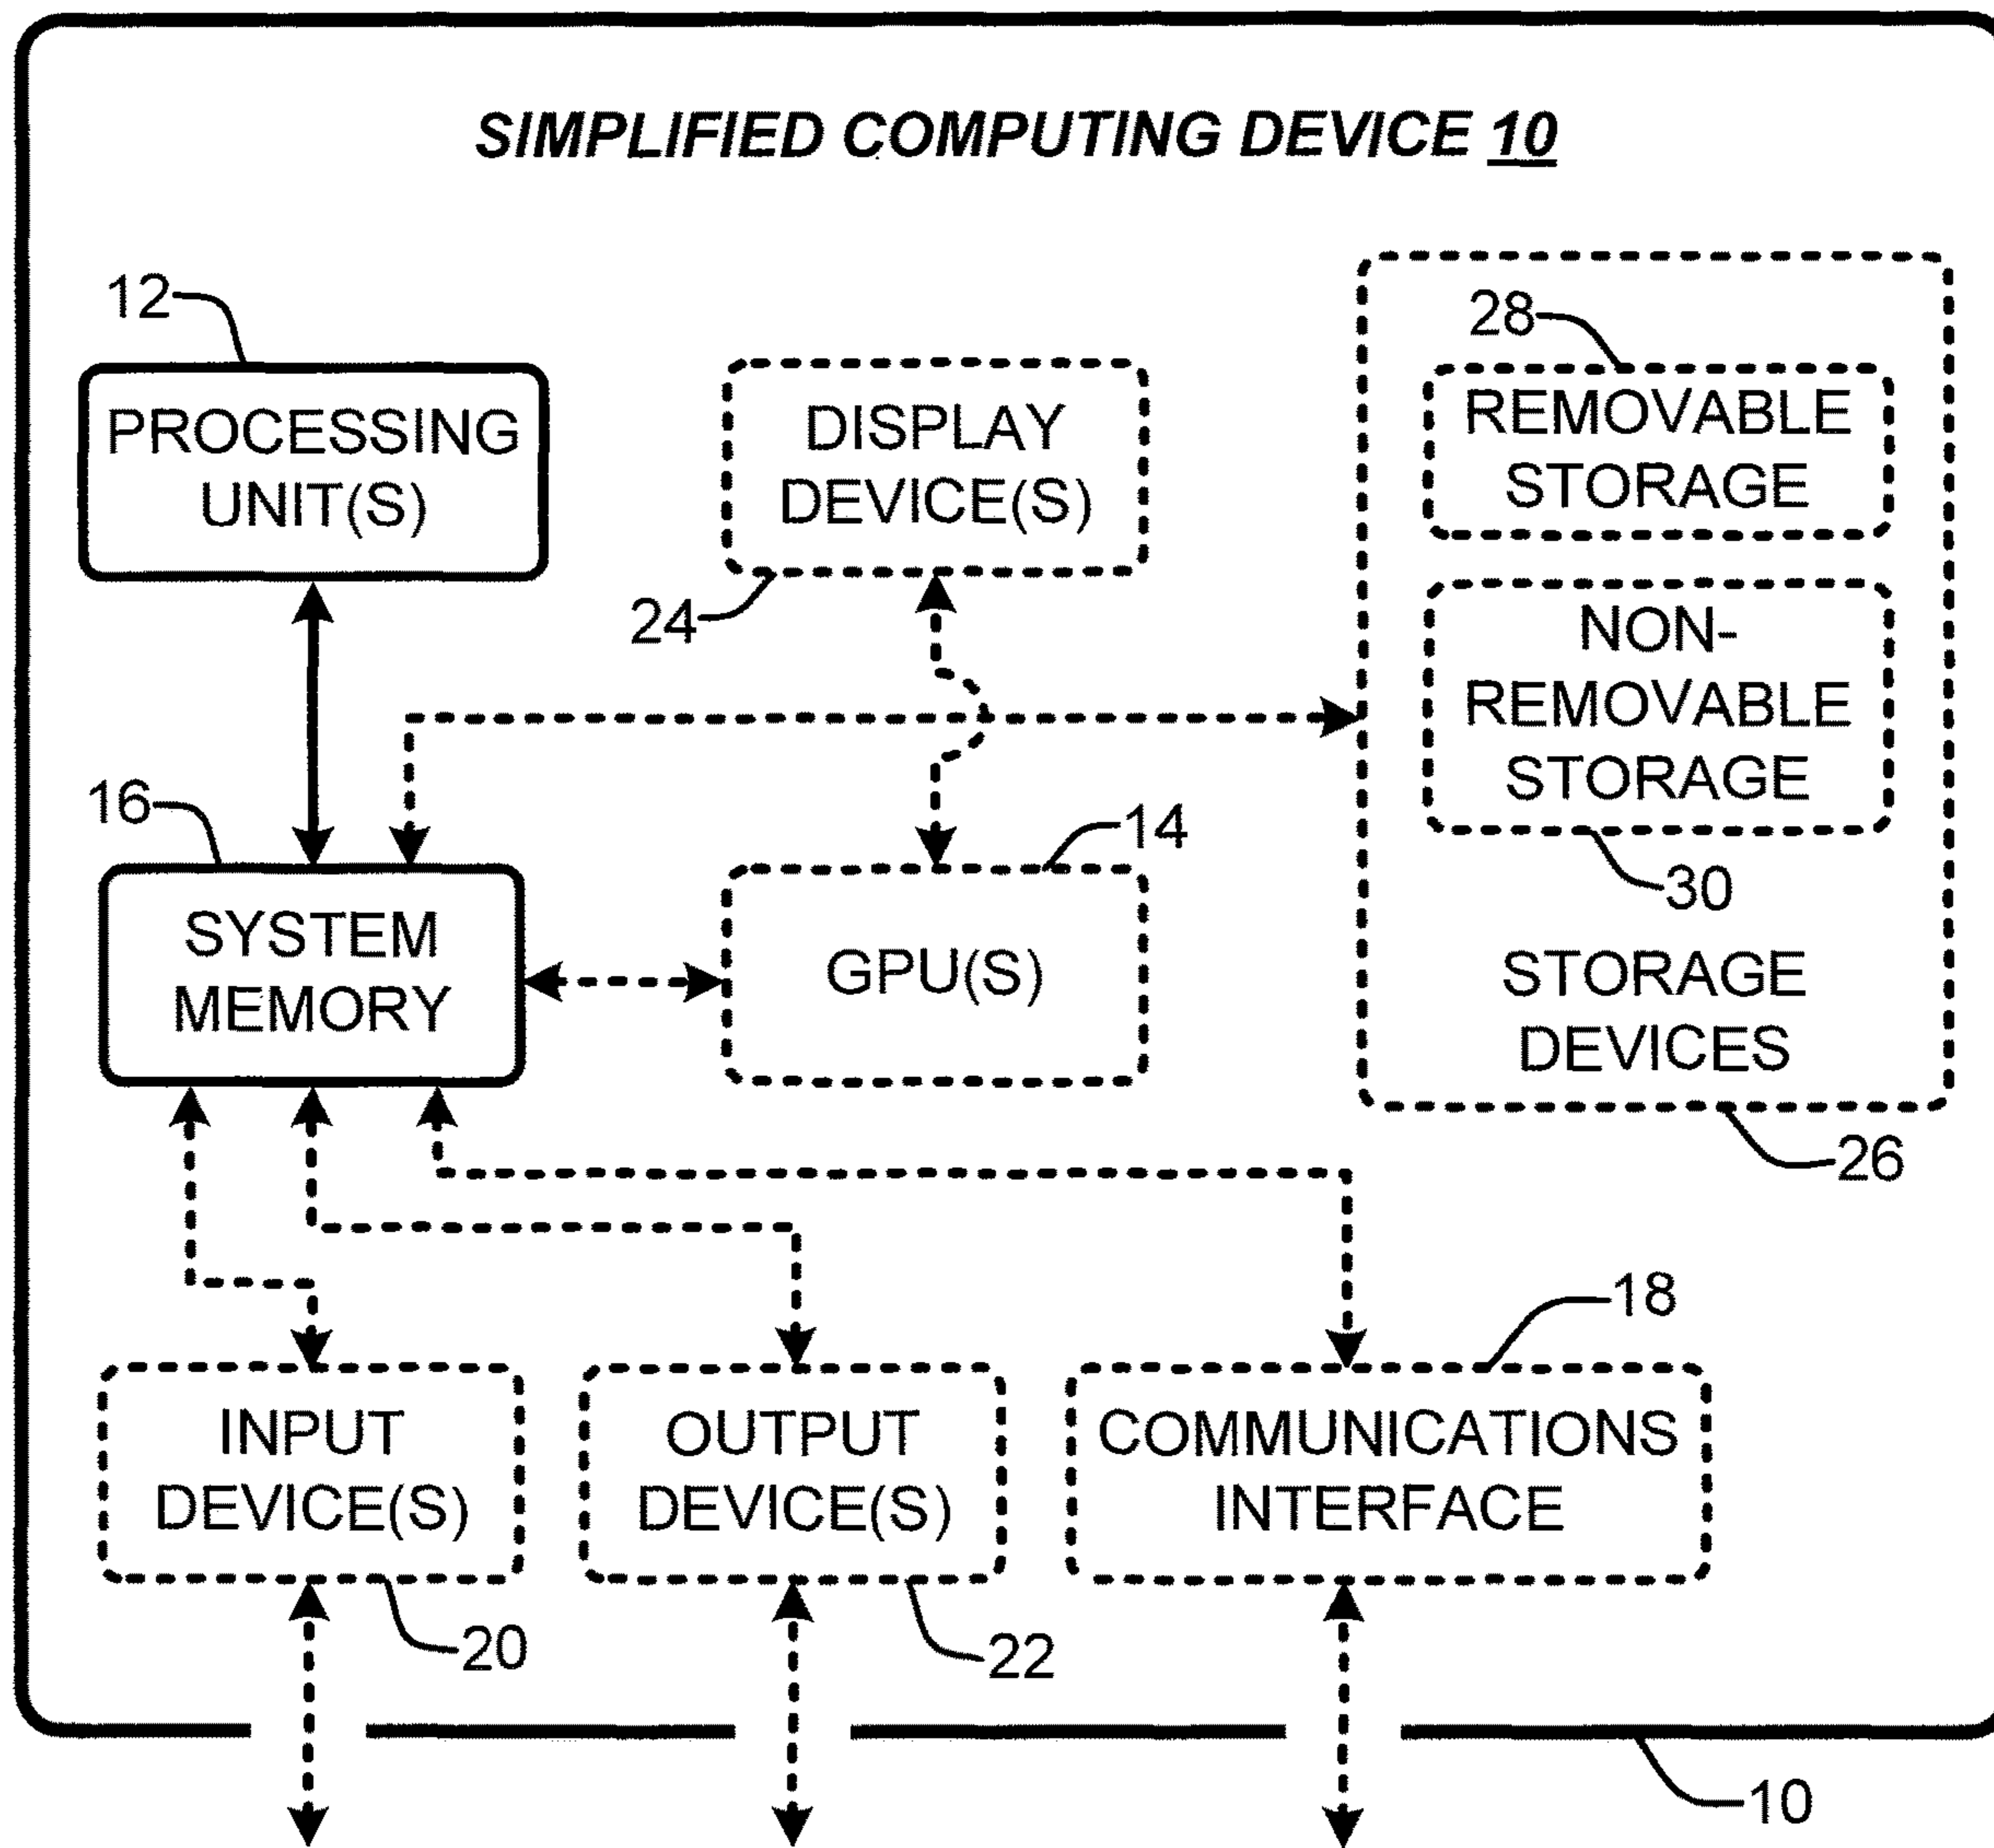 SIMPLIFIED COMPUTING DEVICE 10
12
PROCESSING
UNIT(S)
DISPLAY
DEVICE(S)
24
28
REMOVABLE
STORAGE
NON-
REMOVABLE
STORAGE
30
STORAGE
DEVICES
26
16
SYSTEM
MEMORY
14
GPU(S)
18
INPUT
DEVICE(S)
20
OUTPUT
DEVICE(S)
22
COMMUNICATIONS
INTERFACE
10